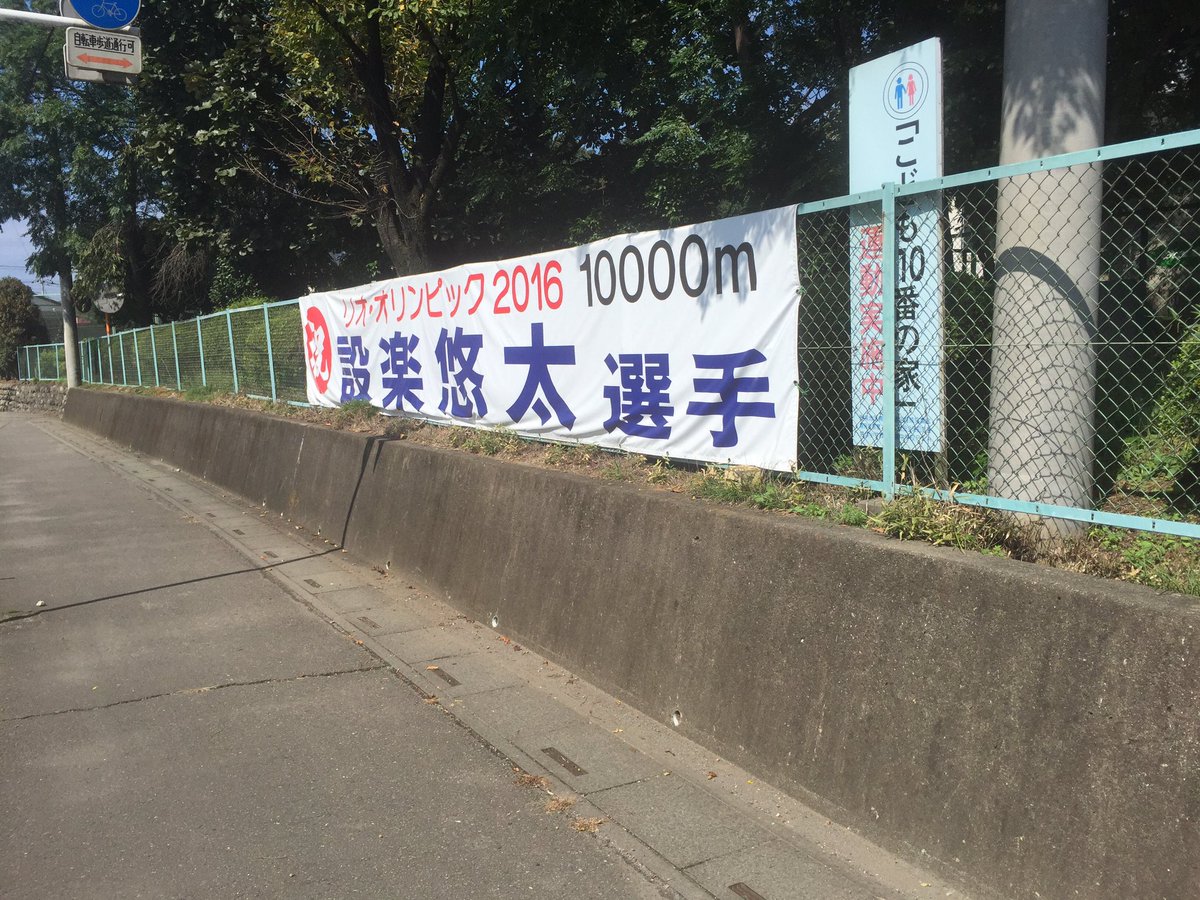 自転車歩道通行可
祝
リオ・オリンピック2016 10000m
設楽悠太選手
「こども110番の家」
運動実施中